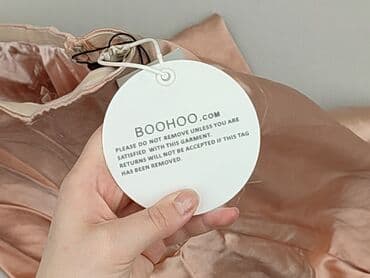 BOOHOO.COM
PLEASE DO NOT REMOVE UNLESS YOU ARE
SATISFIED WITH THIS GARMENT.
RETURNS WILL NOT BE ACCEPTED IF THIS TAG
HAS BEEN REMOVED.